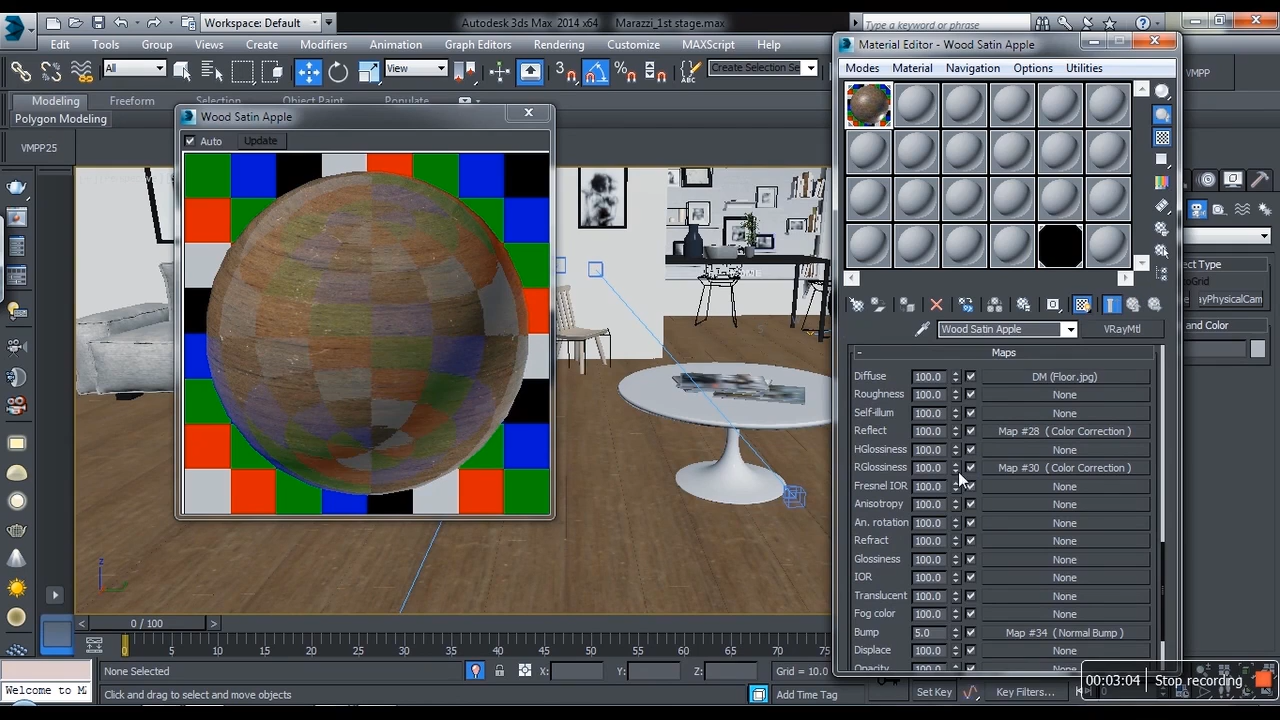 Workspace: Default
Autodesk 3ds Max 2014 x64
Marazzi_1st stage.max
Type a keyword or phrase
Edit
Tools
Group
Views
Create
Modifiers
Animation
Graph Editors
Rendering
Customize
MAXScript
Help
All
View
Create Selection Se
Modeling
Freeform
Selection
Object Paint
Populate
Polygon Modeling
VMPP25
VMPP
Wood Satin Apple
Auto
Update
Material Editor - Wood Satin Apple
Modes
Material
Navigation
Options
Utilities
Wood Satin Apple
VRayMtl
- Maps
Diffuse 100.0 DM (Floor.jpg)
Roughness 100.0 None
Self-illum 100.0 None
Reflect 100.0 Map #28 ( Color Correction )
HGlossiness 100.0 None
RGlossiness 100.0 Map #30 ( Color Correction )
Fresnel IOR 100.0 None
Anisotropy 100.0 None
An. rotation 100.0 None
Refract 100.0 None
Glossiness 100.0 None
IOR 100.0 None
Translucent 100.0 None
Fog color 100.0 None
Bump 5.0 Map #34 ( Normal Bump )
Displace 100.0 None
Opacity 100.0 None
ect Type
toGrid
ayPhysicalCam
and Color
z
< 0 / 100 >
0 5 10 15 20 25 30 35 40 45 50 55 60 65 70 75
None Selected
X:
Y:
Z:
Grid = 10.0
Welcome to Ma
Click and drag to select and move objects
Add Time Tag
Set Key
Key Filters...
0
00:03:04 Stop recording